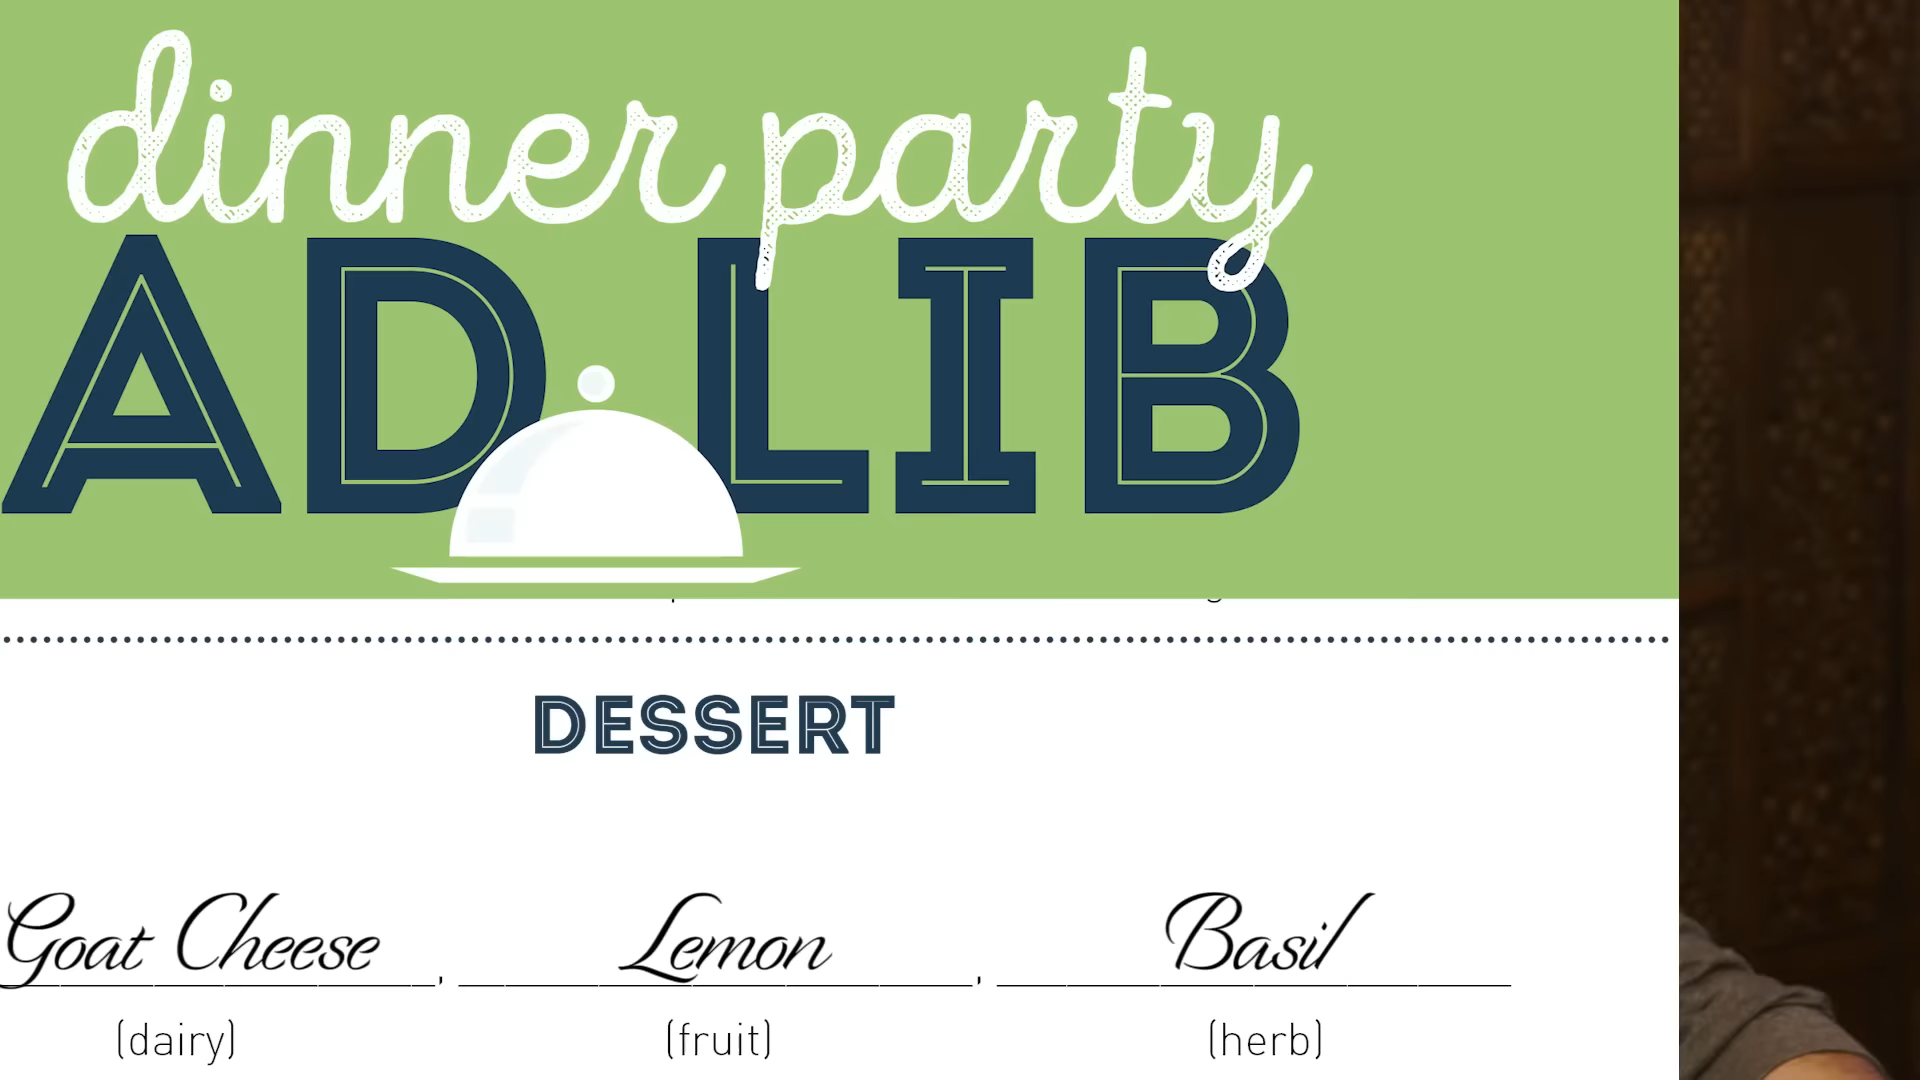 dinner party
AD LIB
DESSERT
Goat Cheese, Lemon, Basil
(dairy) (fruit) (herb)